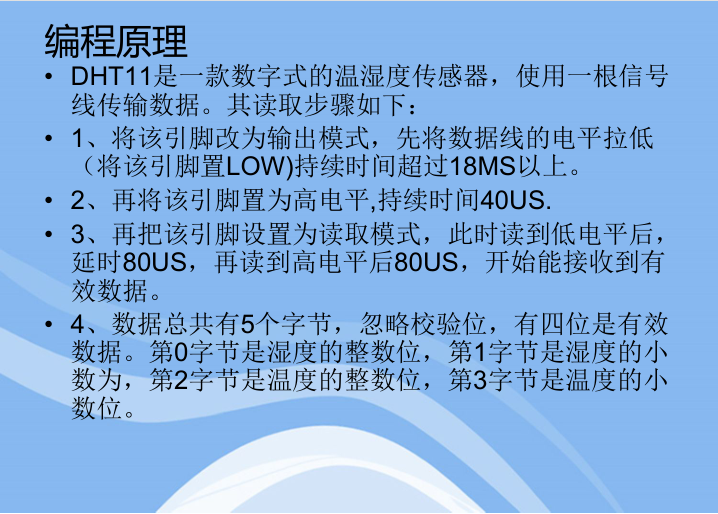 编程原理
• DHT11是一款数字式的温湿度传感器，使用一根信号
线传输数据。其读取步骤如下：
• 1、将该引脚改为输出模式，先将数据线的电平拉低
（将该引脚置LOW)持续时间超过18MS以上。
• 2、再将该引脚置为高电平,持续时间40US.
• 3、再把该引脚设置为读取模式，此时读到低电平后，
延时80US，再读到高电平后80US，开始能接收到有
效数据。
• 4、数据总共有5个字节，忽略校验位，有四位是有效
数据。第0字节是湿度的整数位，第1字节是湿度的小
数为，第2字节是温度的整数位，第3字节是温度的小
数位。